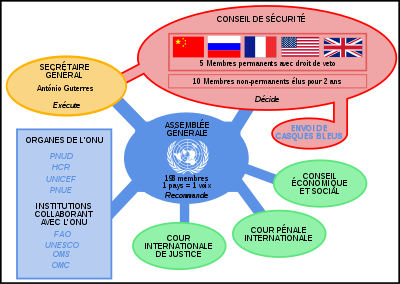 CONSEIL DE SÉCURITÉ
5 Membres permanents avec droit de veto
10 Membres non-permanents élus pour 2 ans
Décide
SECRÉTAIRE
GÉNÉRAL
António Guterres
Exécute
ENVOI DE
CASQUES BLEUS
ASSEMBLÉE
GÉNÉRALE
193 membres
1 pays = 1 voix
Recommande
ORGANES DE L'ONU
PNUD
HCR
UNICEF
PNUE
INSTITUTIONS
COLLABORANT
AVEC L'ONU
FAO
UNESCO
OMS
OMC
CONSEIL
ÉCONOMIQUE
ET SOCIAL
COUR PÉNALE
INTERNATIONALE
COUR
INTERNATIONALE
DE JUSTICE